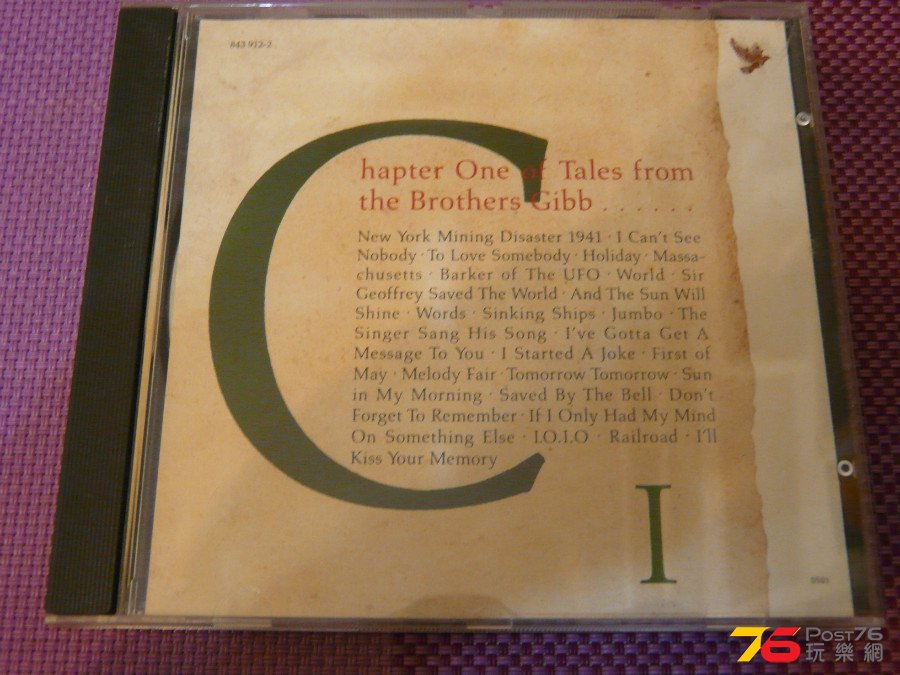 843 912-2
Chapter One of Tales from
the Brothers Gibb . . . . . .
New York Mining Disaster 1941 · I Can't See
Nobody · To Love Somebody · Holiday · Massa-
chusetts · Barker of The UFO · World · Sir
Geoffrey Saved The World · And The Sun Will
Shine · Words · Sinking Ships · Jumbo · The
Singer Sang His Song · I've Gotta Get A
Message To You · I Started A Joke · First of
May · Melody Fair · Tomorrow Tomorrow · Sun
in My Morning · Saved By The Bell · Don't
Forget To Remember · If I Only Had My Mind
On Something Else · I.O.I.O · Railroad · I'll
Kiss Your Memory
I
76 Post76
玩樂網